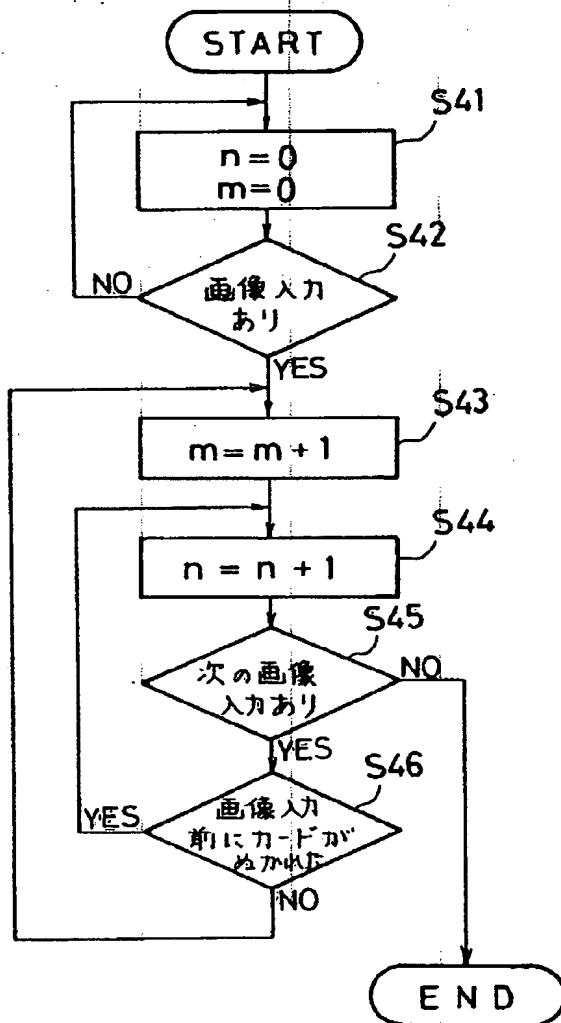 START
S41
n=0
m=0
S42
画像入力
あり
NO
YES
S43
m=m+1
S44
n=n+1
S45
次の画像
入力あり
NO
YES
S46
画像入力
前にカードが
ぬかれた
YES
NO
END